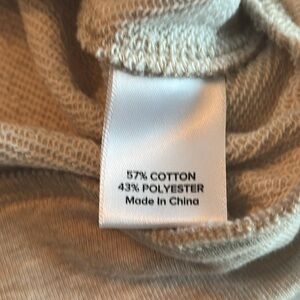 57% COTTON
43% POLYESTER
Made in China